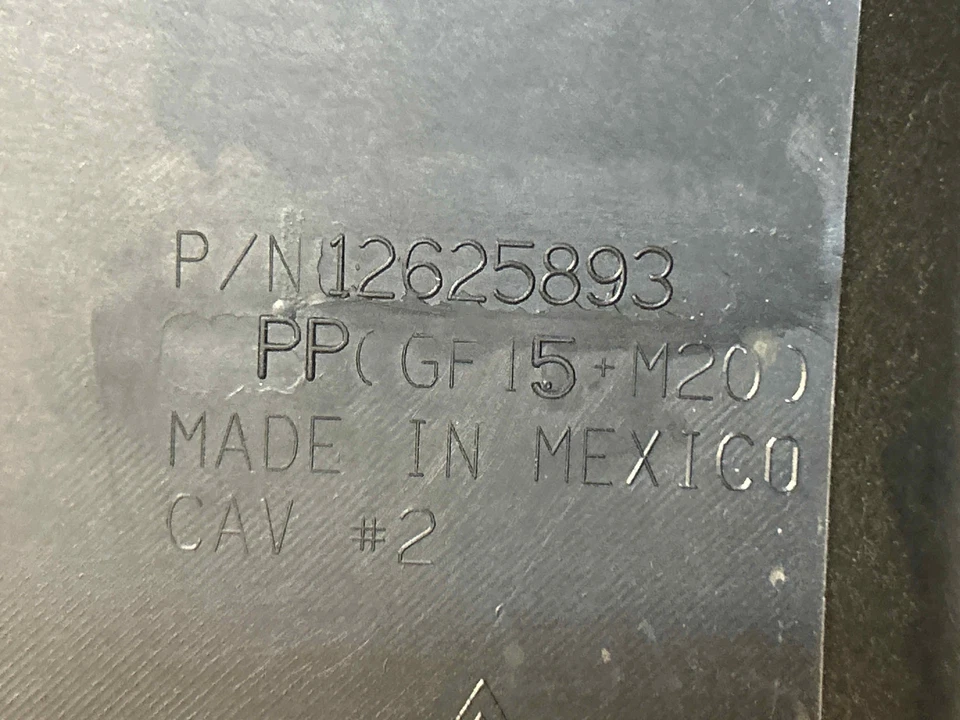 P/N 12625893
PP(GF15+M20)
MADE IN MEXICO
CAV #2